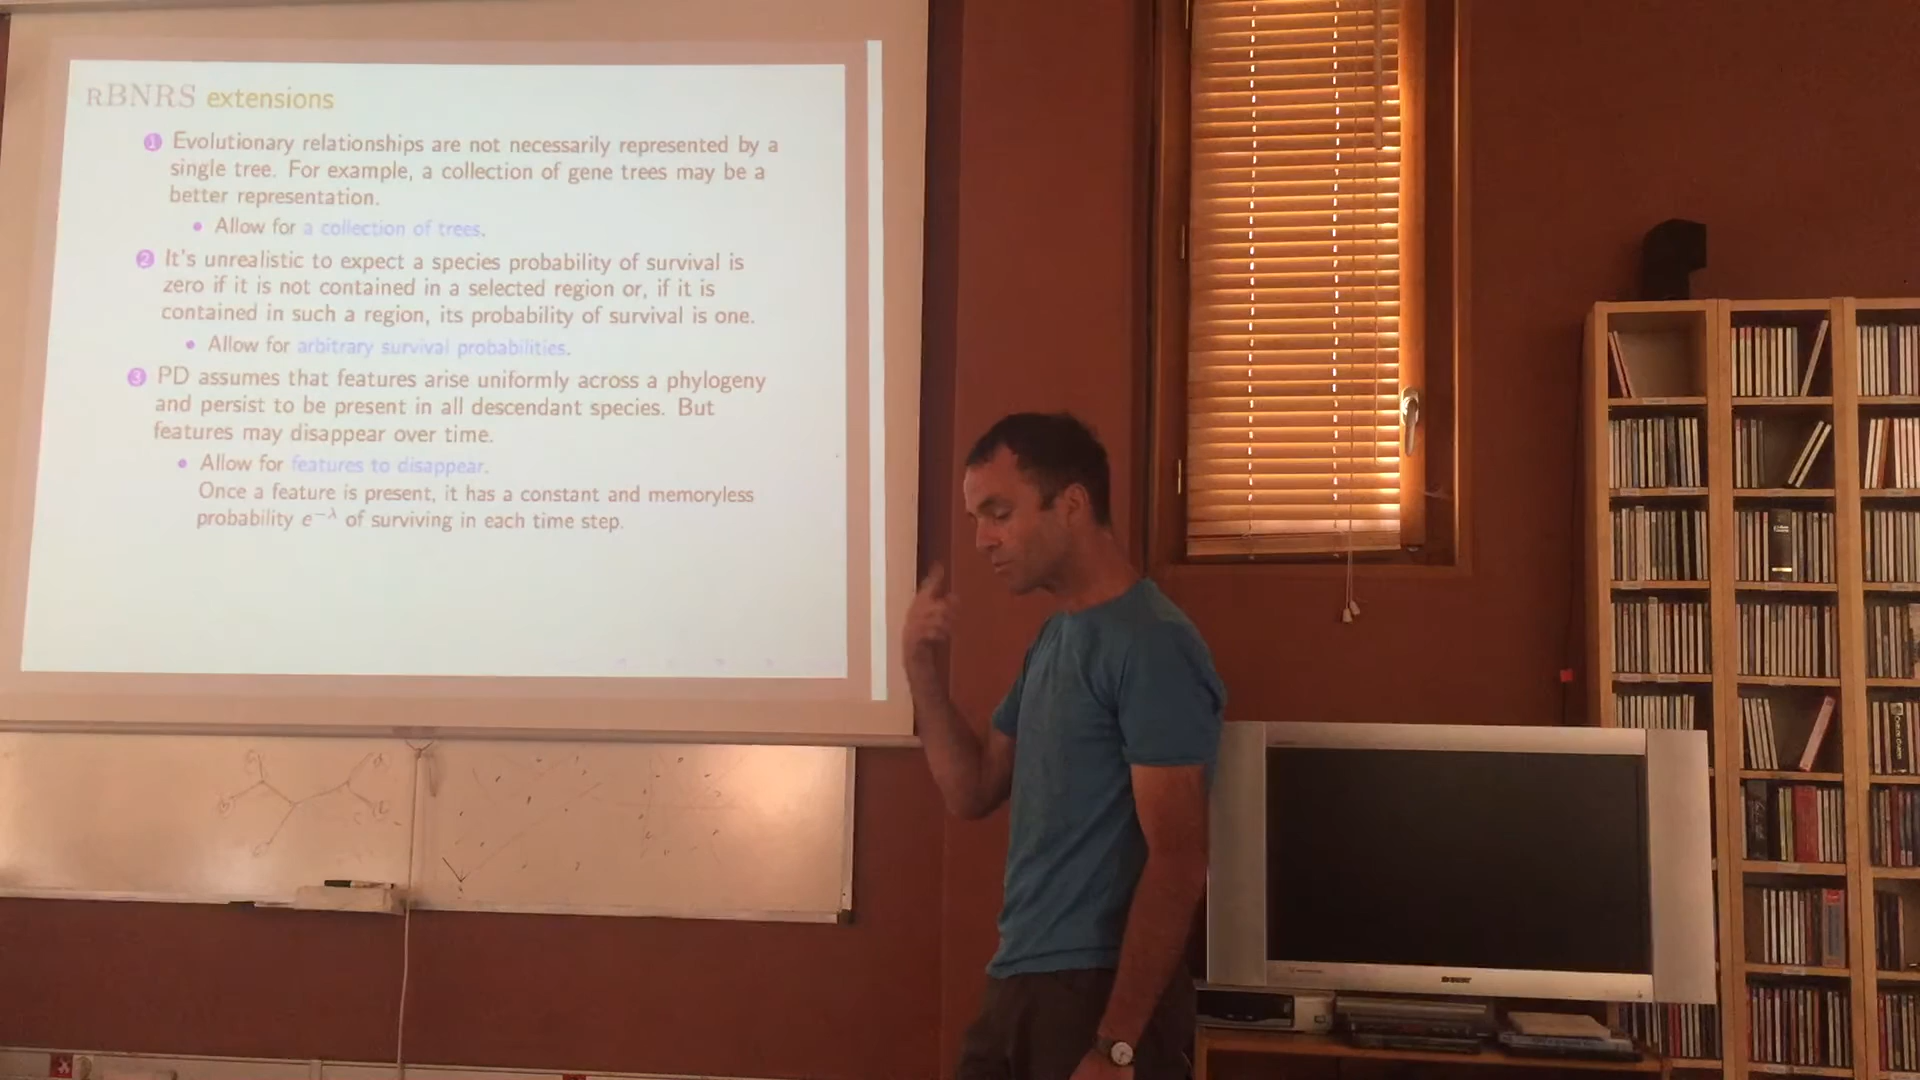 rBNRS extensions
1 Evolutionary relationships are not necessarily represented by a
single tree. For example, a collection of gene trees may be a
better representation.
• Allow for a collection of trees.
2 It's unrealistic to expect a species probability of survival is
zero if it is not contained in a selected region or, if it is
contained in such a region, its probability of survival is one.
• Allow for arbitrary survival probabilities.
3 PD assumes that features arise uniformly across a phylogeny
and persist to be present in all descendant species. But
features may disappear over time.
• Allow for features to disappear.
Once a feature is present, it has a constant and memoryless
probability e^−λ of surviving in each time step.